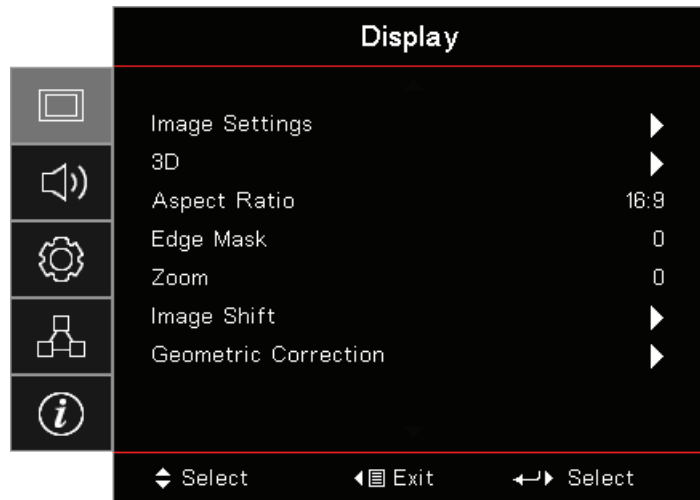 Display
Image Settings
3D
Aspect Ratio 16:9
Edge Mask 0
Zoom 0
Image Shift
Geometric Correction
Select Exit Select